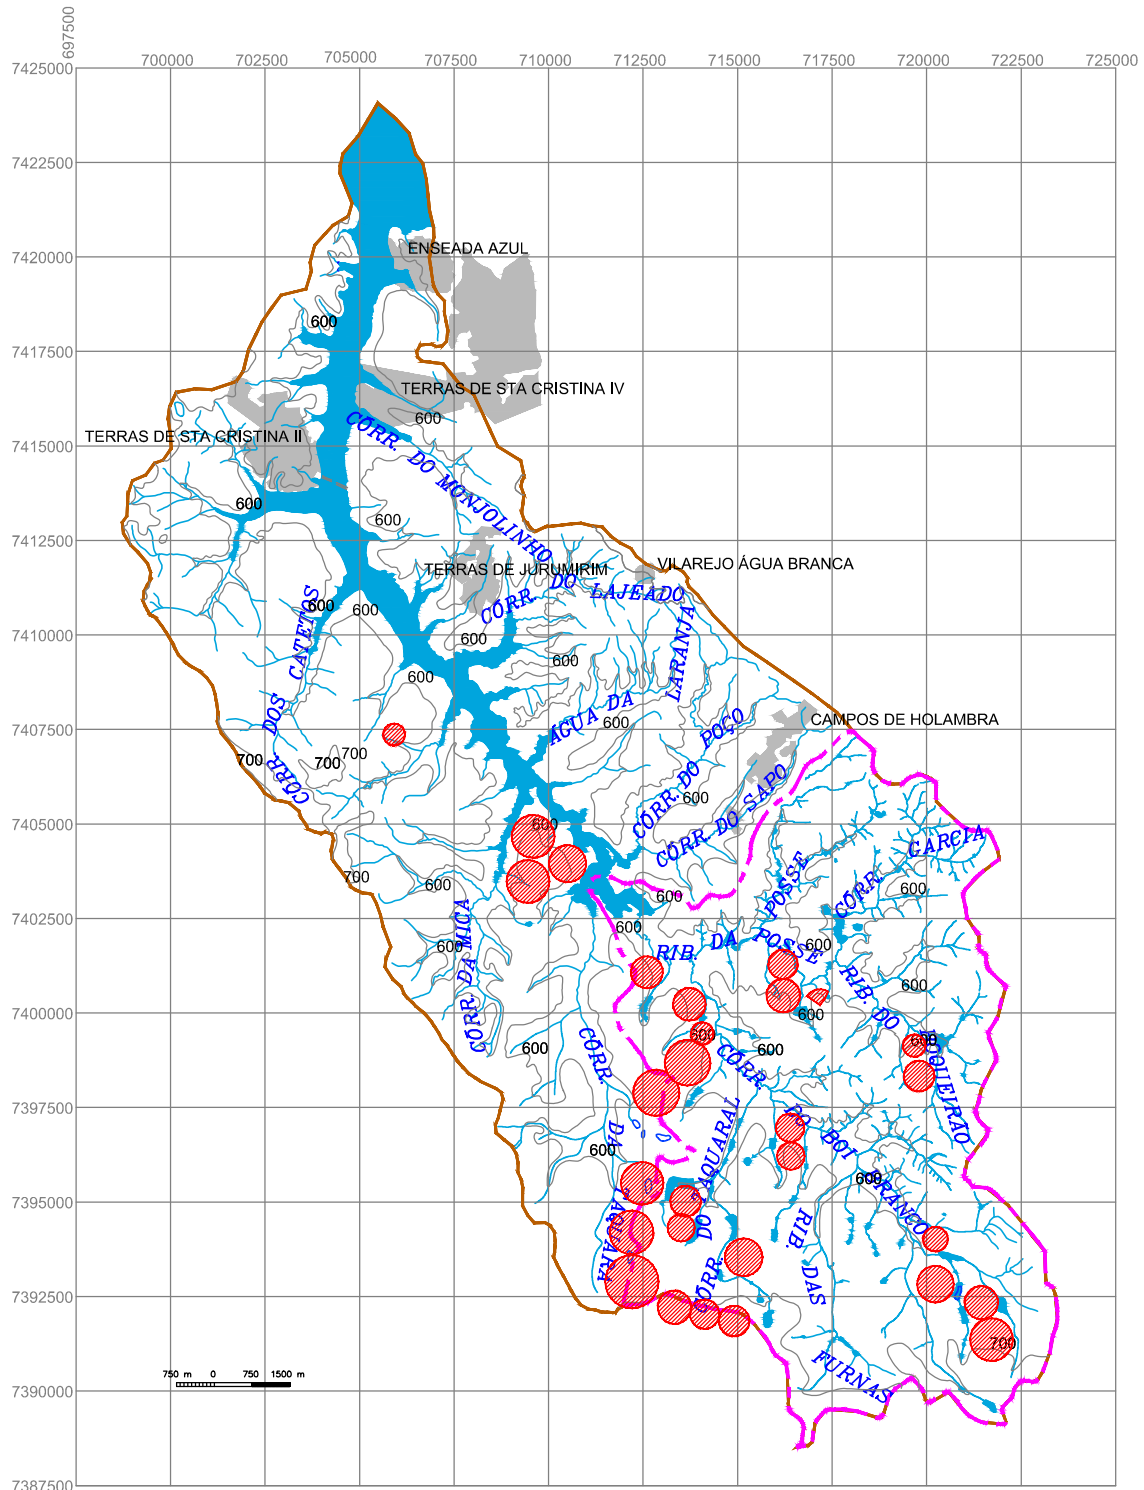 697500
700000 702500 705000 707500 710000 712500 715000 717500 720000 722500 725000
7425000
7422500
7420000
7417500
7415000
7412500
7410000
7407500
7405000
7402500
7400000
7397500
7395000
7392500
7390000
7387500
ENSEADA AZUL
600
TERRAS DE STA CRISTINA IV
600
CÓRR. DO MONJOLINHO
TERRAS DE STA CRISTINA II
600
600
VILAREJO ÁGUA BRANCA
TERRAS DE JURUMIRIM
CÓRR. DO LAJEADO
600
600
CÓRR. DOS CATETOS
600
600
LARANJA
600
ÁGUA DA
600
CÓRR. DO POÇO
CAMPOS DE HOLAMBRA
700
700
700
600
CÓRR. DO SAPO
600
GARCIA
CÓRR.
POSSE
600
600
600
600
600
CÓRR. DA MICA
600
RIB. DA POSSE
600
RIB. DO
600
600
BOQUEIRÃO
600
600
CÓRR.
DA
TAQUARA
600
600
CÓRR. DO BOI BRANCO
600
600
CÓRR. DO TAQUARAL
RIB. DAS
FURNAS
700
750 m 0 750 1500 m